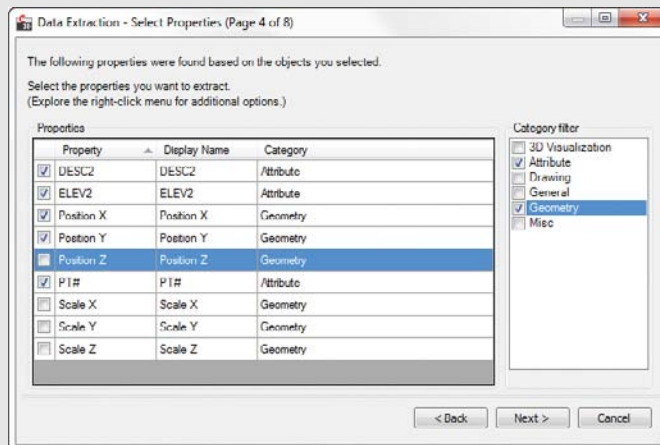 Data Extraction - Select Properties (Page 4 of 8)
The following properties were found based on the objects you selected.
Select the properties you want to extract.
(Explore the right-click menu for additional options.)
Properties
Property Display Name Category
DESC2 DESC2 Attribute
ELEV2 ELEV2 Attribute
Position X Position X Geometry
Position Y Position Y Geometry
Position Z Position Z Geometry
PT# PT# Attribute
Scale X Scale X Geometry
Scale Y Scale Y Geometry
Scale Z Scale Z Geometry
Category filter
3D Visualization
Attribute
Drawing
General
Geometry
Misc
< Back Next > Cancel